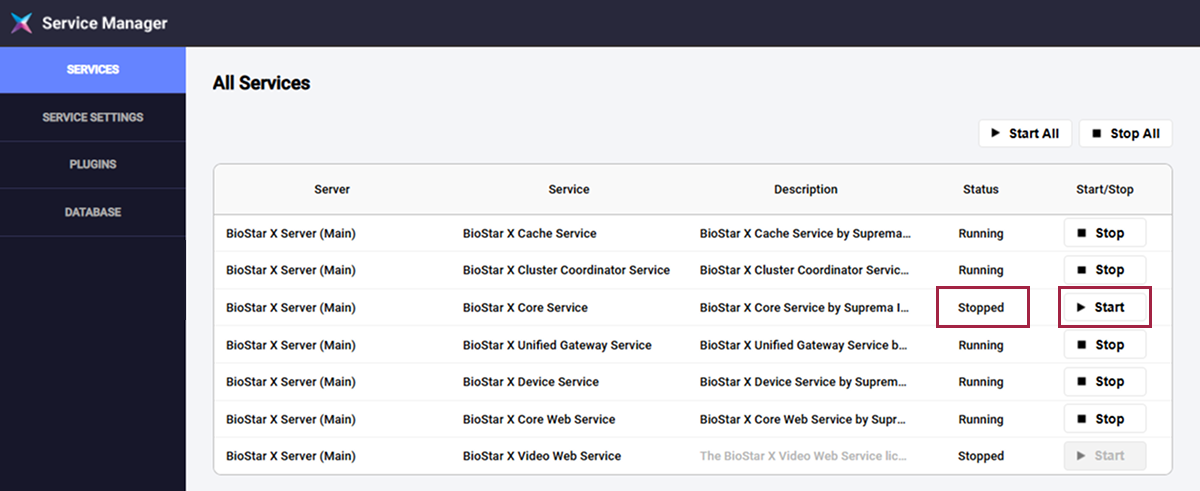 Service Manager
SERVICES
SERVICE SETTINGS
PLUGINS
DATABASE
All Services
Start All Stop All
Server Service Description Status Start/Stop
BioStar X Server (Main) BioStar X Cache Service BioStar X Cache Service by Suprema... Running Stop
BioStar X Server (Main) BioStar X Cluster Coordinator Service BioStar X Cluster Coordinator Servic... Running Stop
BioStar X Server (Main) BioStar X Core Service BioStar X Core Service by Suprema I... Stopped Start
BioStar X Server (Main) BioStar X Unified Gateway Service BioStar X Unified Gateway Service b... Running Stop
BioStar X Server (Main) BioStar X Device Service BioStar X Device Service by Suprem... Running Stop
BioStar X Server (Main) BioStar X Core Web Service BioStar X Core Web Service by Supr... Running Stop
BioStar X Server (Main) BioStar X Video Web Service The BioStar X Video Web Service lic... Stopped Start